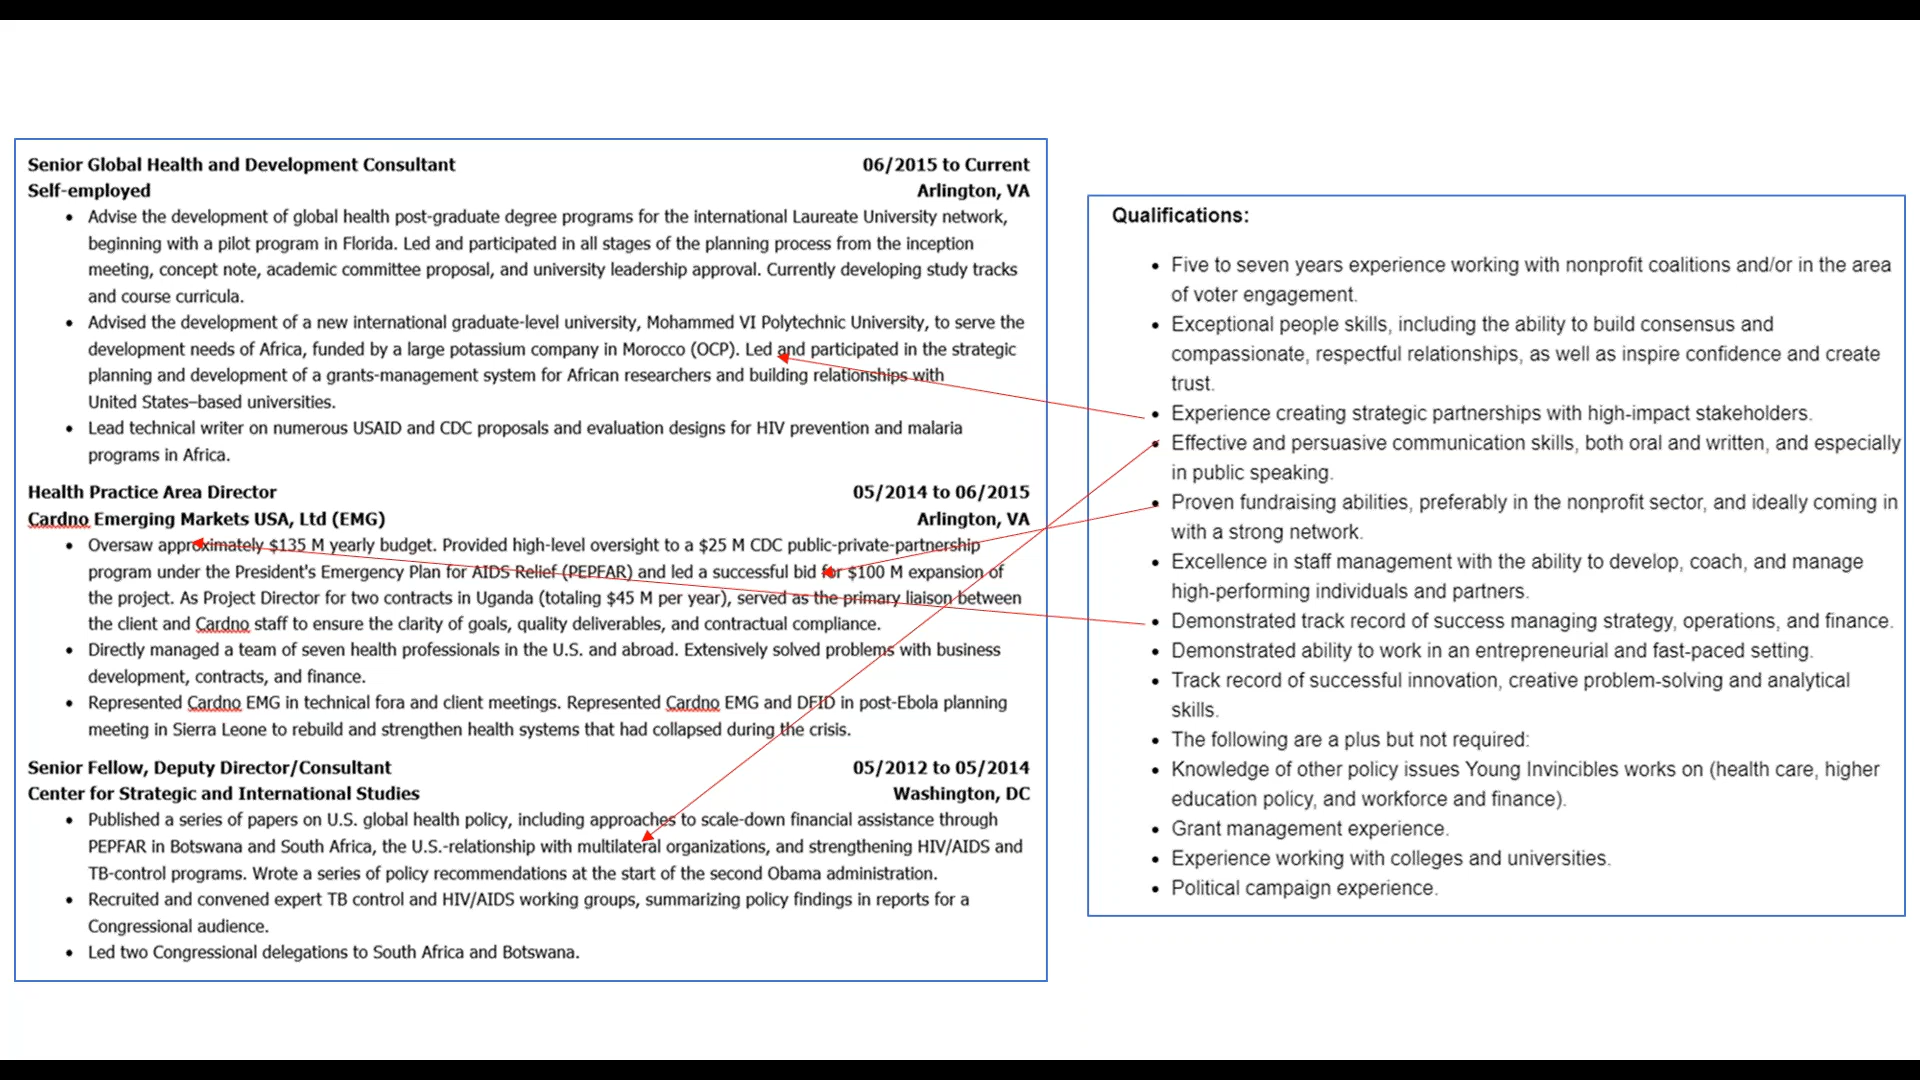 Senior Global Health and Development Consultant 06/2015 to Current
Self-employed Arlington, VA
• Advise the development of global health post-graduate degree programs for the international Laureate University network,
beginning with a pilot program in Florida. Led and participated in all stages of the planning process from the inception
meeting, concept note, academic committee proposal, and university leadership approval. Currently developing study tracks
and course curricula.
• Advised the development of a new international graduate-level university, Mohammed VI Polytechnic University, to serve the
development needs of Africa, funded by a large potassium company in Morocco (OCP). Led and participated in the strategic
planning and development of a grants-management system for African researchers and building relationships with
United States–based universities.
• Lead technical writer on numerous USAID and CDC proposals and evaluation designs for HIV prevention and malaria
programs in Africa.
Health Practice Area Director 05/2014 to 06/2015
Cardno Emerging Markets USA, Ltd (EMG) Arlington, VA
• Oversaw approximately $135 M yearly budget. Provided high-level oversight to a $25 M CDC public-private-partnership
program under the President's Emergency Plan for AIDS Relief (PEPFAR) and led a successful bid for $100 M expansion of
the project. As Project Director for two contracts in Uganda (totaling $45 M per year), served as the primary liaison between
the client and Cardno staff to ensure the clarity of goals, quality deliverables, and contractual compliance.
• Directly managed a team of seven health professionals in the U.S. and abroad. Extensively solved problems with business
development, contracts, and finance.
• Represented Cardno EMG in technical fora and client meetings. Represented Cardno EMG and DFID in post-Ebola planning
meeting in Sierra Leone to rebuild and strengthen health systems that had collapsed during the crisis.
Senior Fellow, Deputy Director/Consultant 05/2012 to 05/2014
Center for Strategic and International Studies Washington, DC
• Published a series of papers on U.S. global health policy, including approaches to scale-down financial assistance through
PEPFAR in Botswana and South Africa, the U.S.-relationship with multilateral organizations, and strengthening HIV/AIDS and
TB-control programs. Wrote a series of policy recommendations at the start of the second Obama administration.
• Recruited and convened expert TB control and HIV/AIDS working groups, summarizing policy findings in reports for a
Congressional audience.
• Led two Congressional delegations to South Africa and Botswana.
Qualifications:
• Five to seven years experience working with nonprofit coalitions and/or in the area
of voter engagement.
• Exceptional people skills, including the ability to build consensus and
compassionate, respectful relationships, as well as inspire confidence and create
trust.
• Experience creating strategic partnerships with high-impact stakeholders.
• Effective and persuasive communication skills, both oral and written, and especially
in public speaking.
• Proven fundraising abilities, preferably in the nonprofit sector, and ideally coming in
with a strong network.
• Excellence in staff management with the ability to develop, coach, and manage
high-performing individuals and partners.
• Demonstrated track record of success managing strategy, operations, and finance.
• Demonstrated ability to work in an entrepreneurial and fast-paced setting.
• Track record of successful innovation, creative problem-solving and analytical
skills.
• The following are a plus but not required:
• Knowledge of other policy issues Young Invincibles works on (health care, higher
education policy, and workforce and finance).
• Grant management experience.
• Experience working with colleges and universities.
• Political campaign experience.